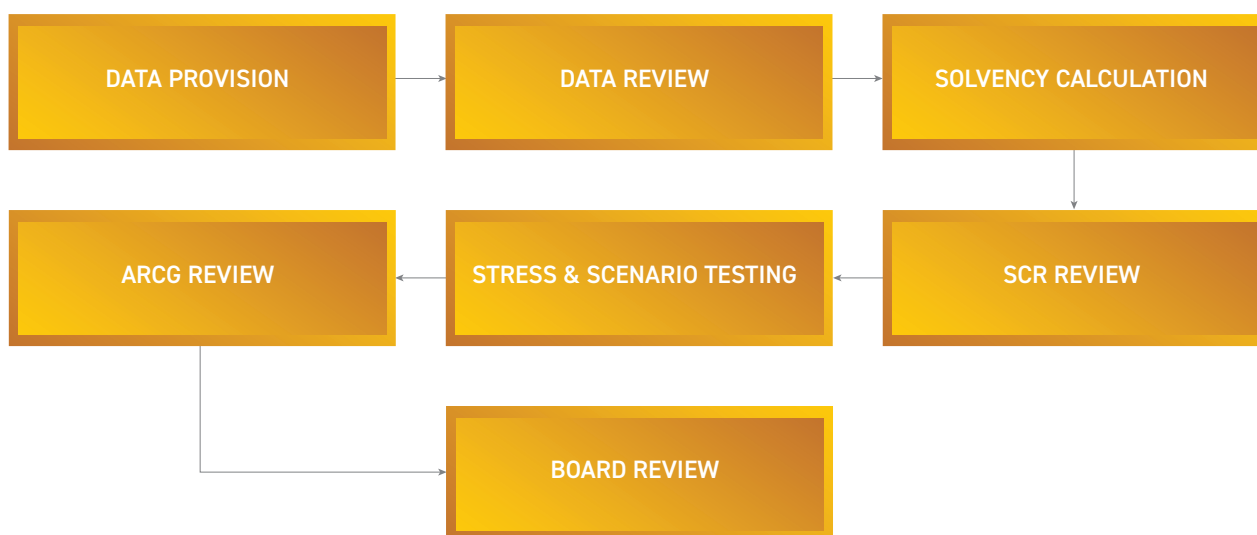 DATA PROVISION
DATA REVIEW
SOLVENCY CALCULATION
SCR REVIEW
STRESS & SCENARIO TESTING
ARCG REVIEW
BOARD REVIEW